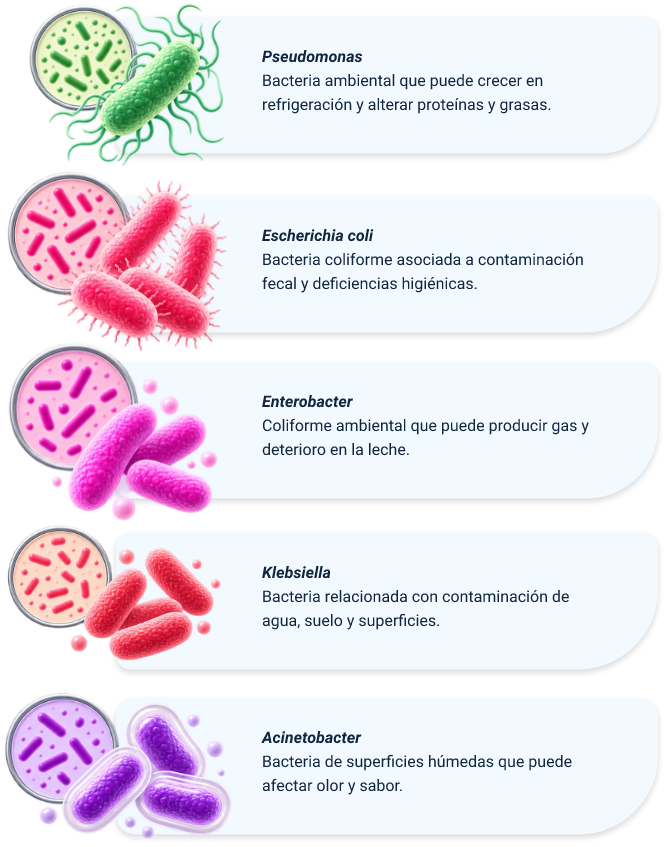 Pseudomonas
Bacteria ambiental que puede crecer en
refrigeración y alterar proteínas y grasas.
Escherichia coli
Bacteria coliforme asociada a contaminación
fecal y deficiencias higiénicas.
Enterobacter
Coliforme ambiental que puede producir gas y
deterioro en la leche.
Klebsiella
Bacteria relacionada con contaminación de
agua, suelo y superficies.
Acinetobacter
Bacteria de superficies húmedas que puede
afectar olor y sabor.